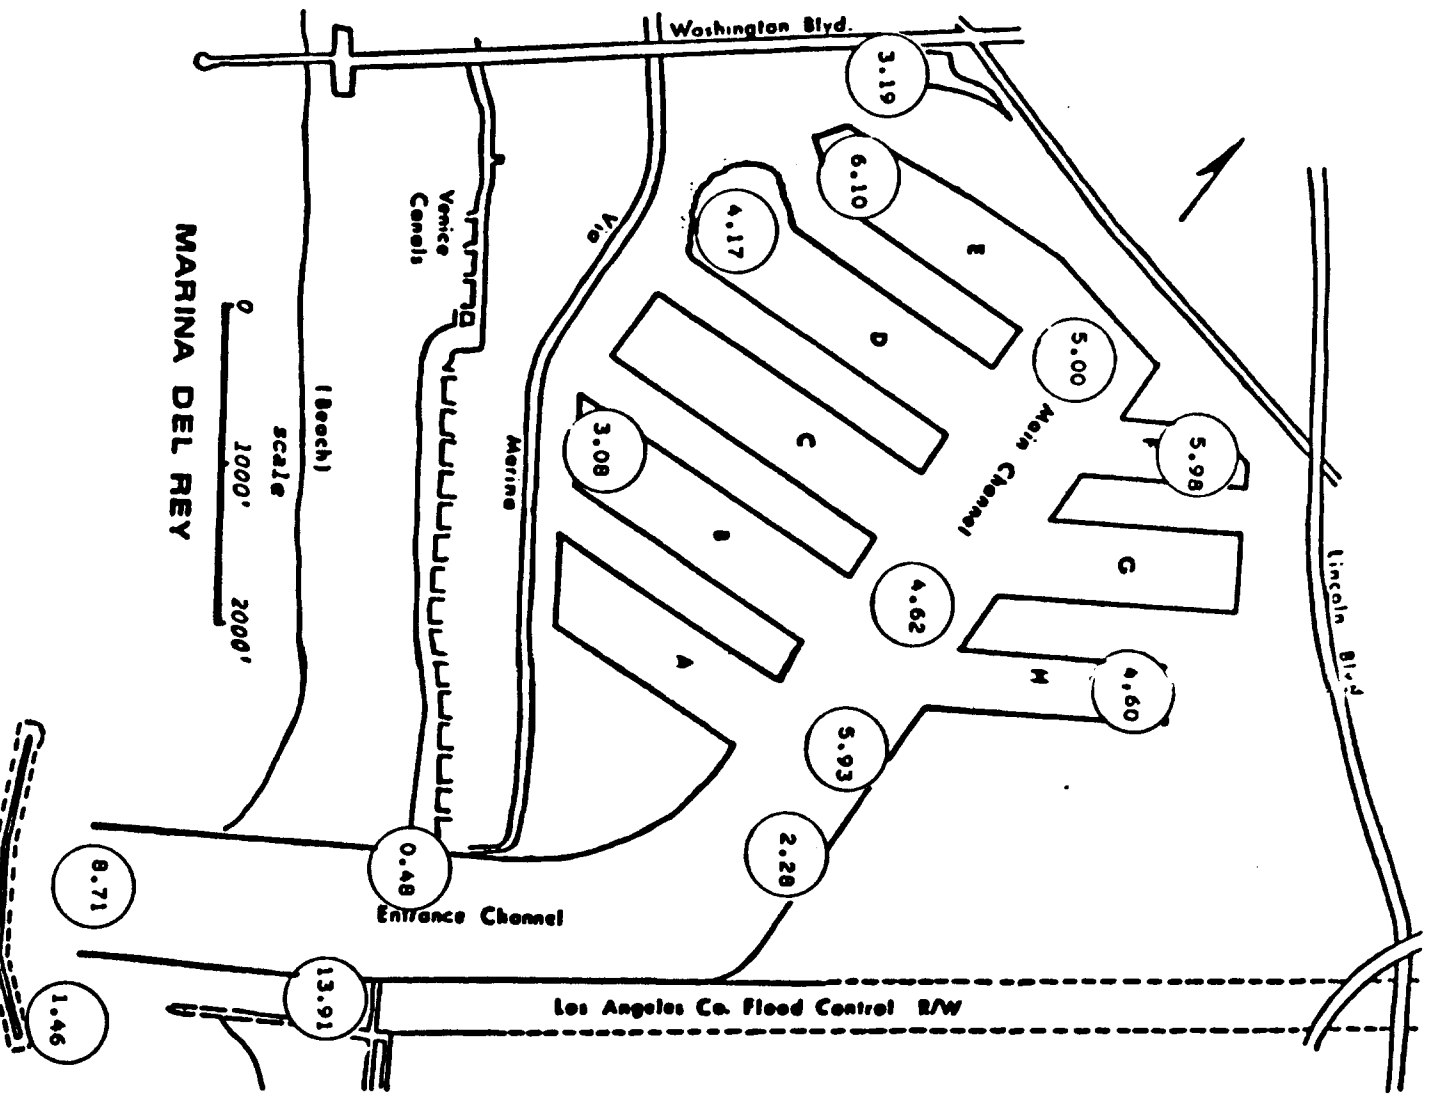 Washington Blvd.
3.19
6.10
E
Venice
Canals
4.17
Via
D
5.00
Main Channel
F
5.98
C
3.08
Marina
B
G
4.62
Lincoln Blvd
A
H
4.60
5.93
2.28
MARINA DEL REY
0
1000'
2000'
scale
(Beach)
8.71
0.48
Entrance Channel
13.91
Los Angeles Co. Flood Control R/W
1.46